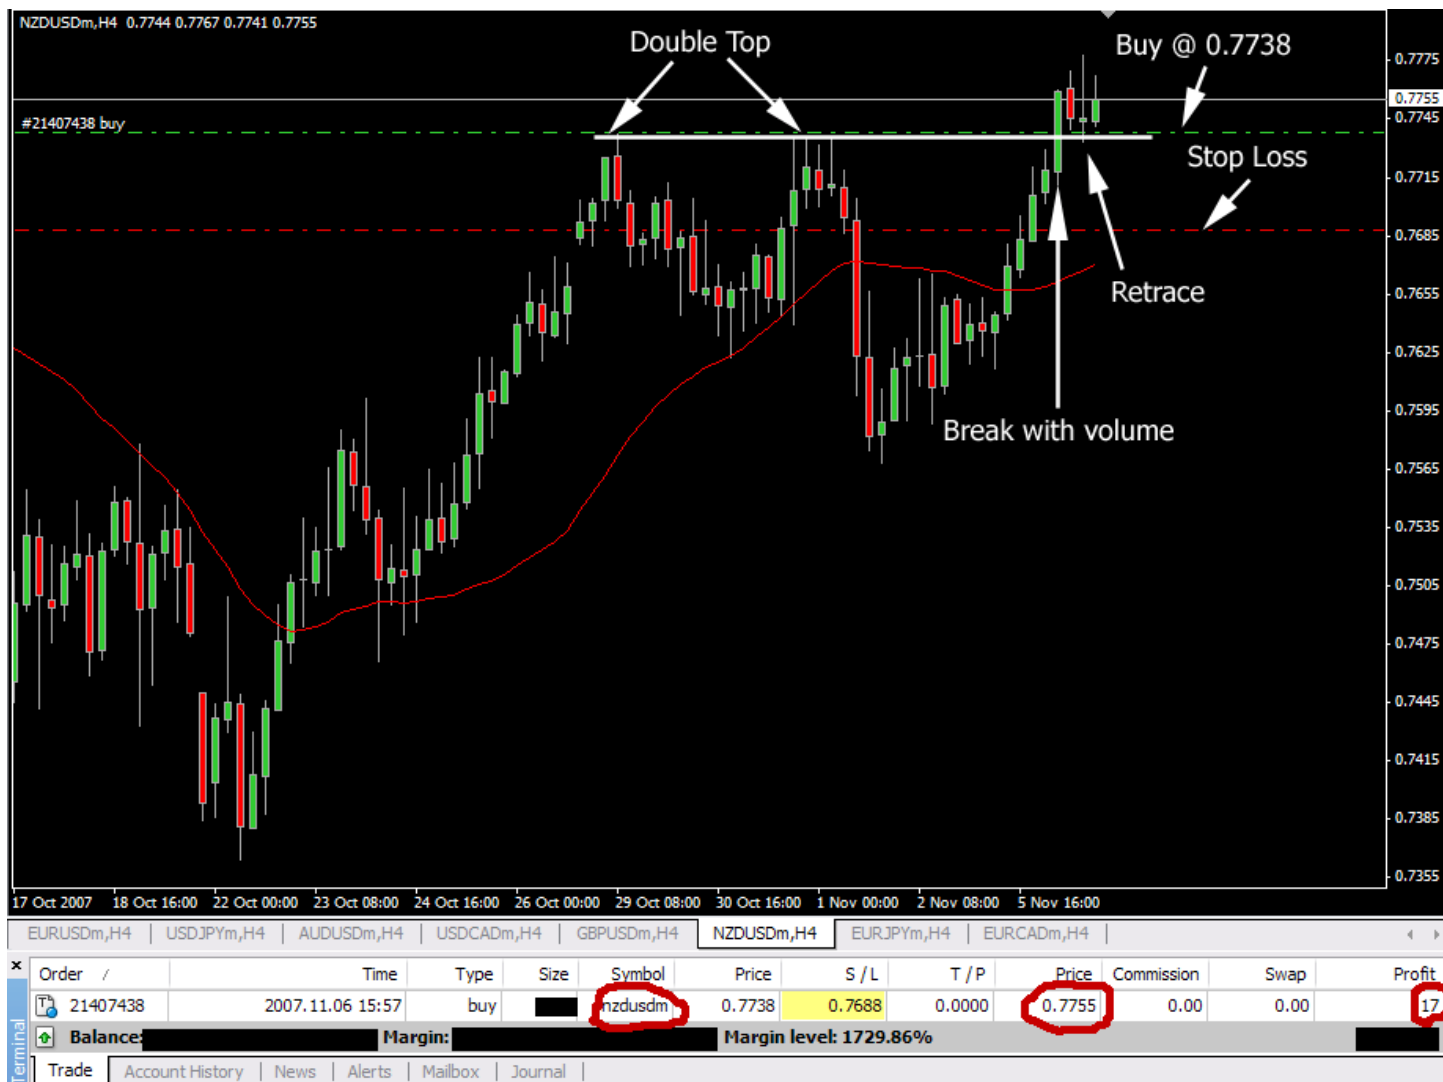 NZDUSDm,H4 0.7744 0.7767 0.7741 0.7755
Double Top
Buy @ 0.7738
0.7775
0.7755
#21407438 buy
0.7745
Stop Loss
0.7715
0.7685
Retrace
0.7655
0.7625
0.7595
Break with volume
0.7565
0.7535
0.7505
0.7475
0.7445
0.7415
0.7385
0.7355
17 Oct 2007 18 Oct 16:00 22 Oct 00:00 23 Oct 08:00 24 Oct 16:00 26 Oct 00:00 29 Oct 08:00 30 Oct 16:00 1 Nov 00:00 2 Nov 08:00 5 Nov 16:00
EURUSDm,H4 USDJPYm,H4 AUDUSDm,H4 USDCADm,H4 GBPUSDm,H4 NZDUSDm,H4 EURJPYm,H4 EURCADm,H4
Order / Time Type Size Symbol Price S / L T / P Price Commission Swap Profit
21407438 2007.11.06 15:57 buy nzdusdm 0.7738 0.7688 0.0000 0.7755 0.00 0.00 17
Balance: Margin: Margin level: 1729.86%
Terminal
Trade Account History News Alerts Mailbox Journal